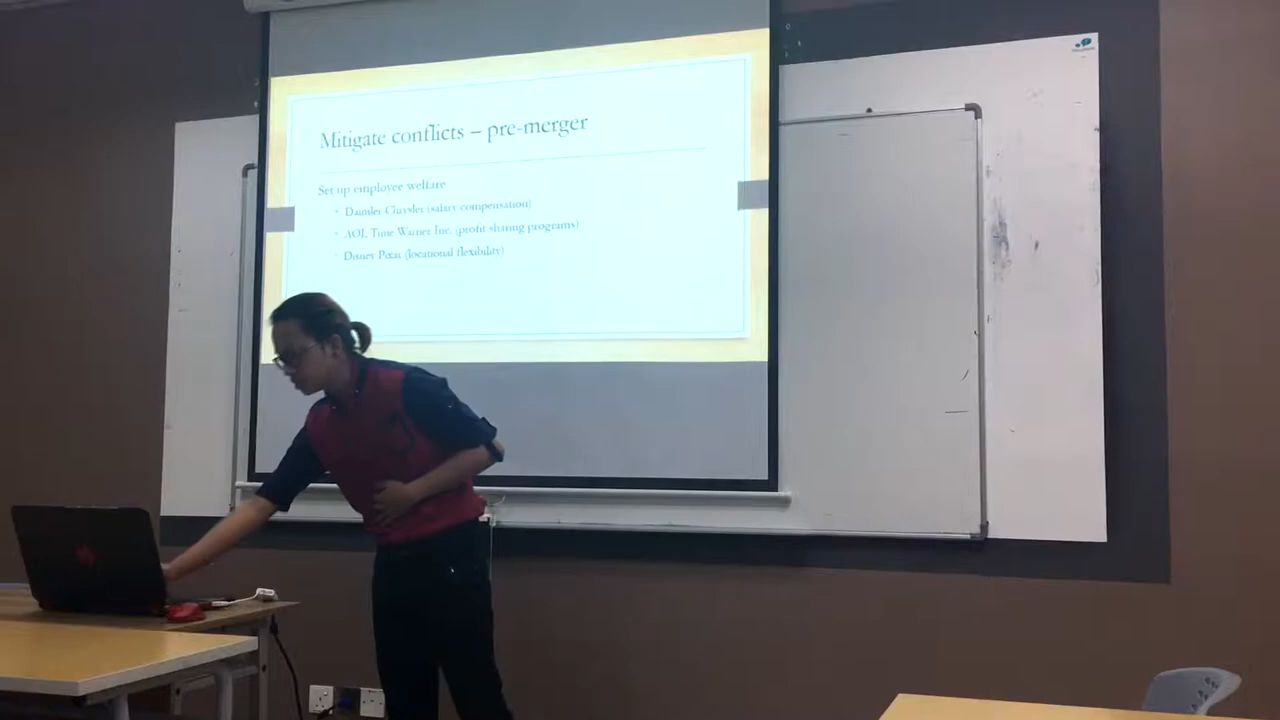 Mitigate conflicts – pre-merger
Set up employee welfare
Daimler Chrysler (salary compensation)
AOL Time Warner Inc. (profit sharing programs)
Disney Pixar (locational flexibility)